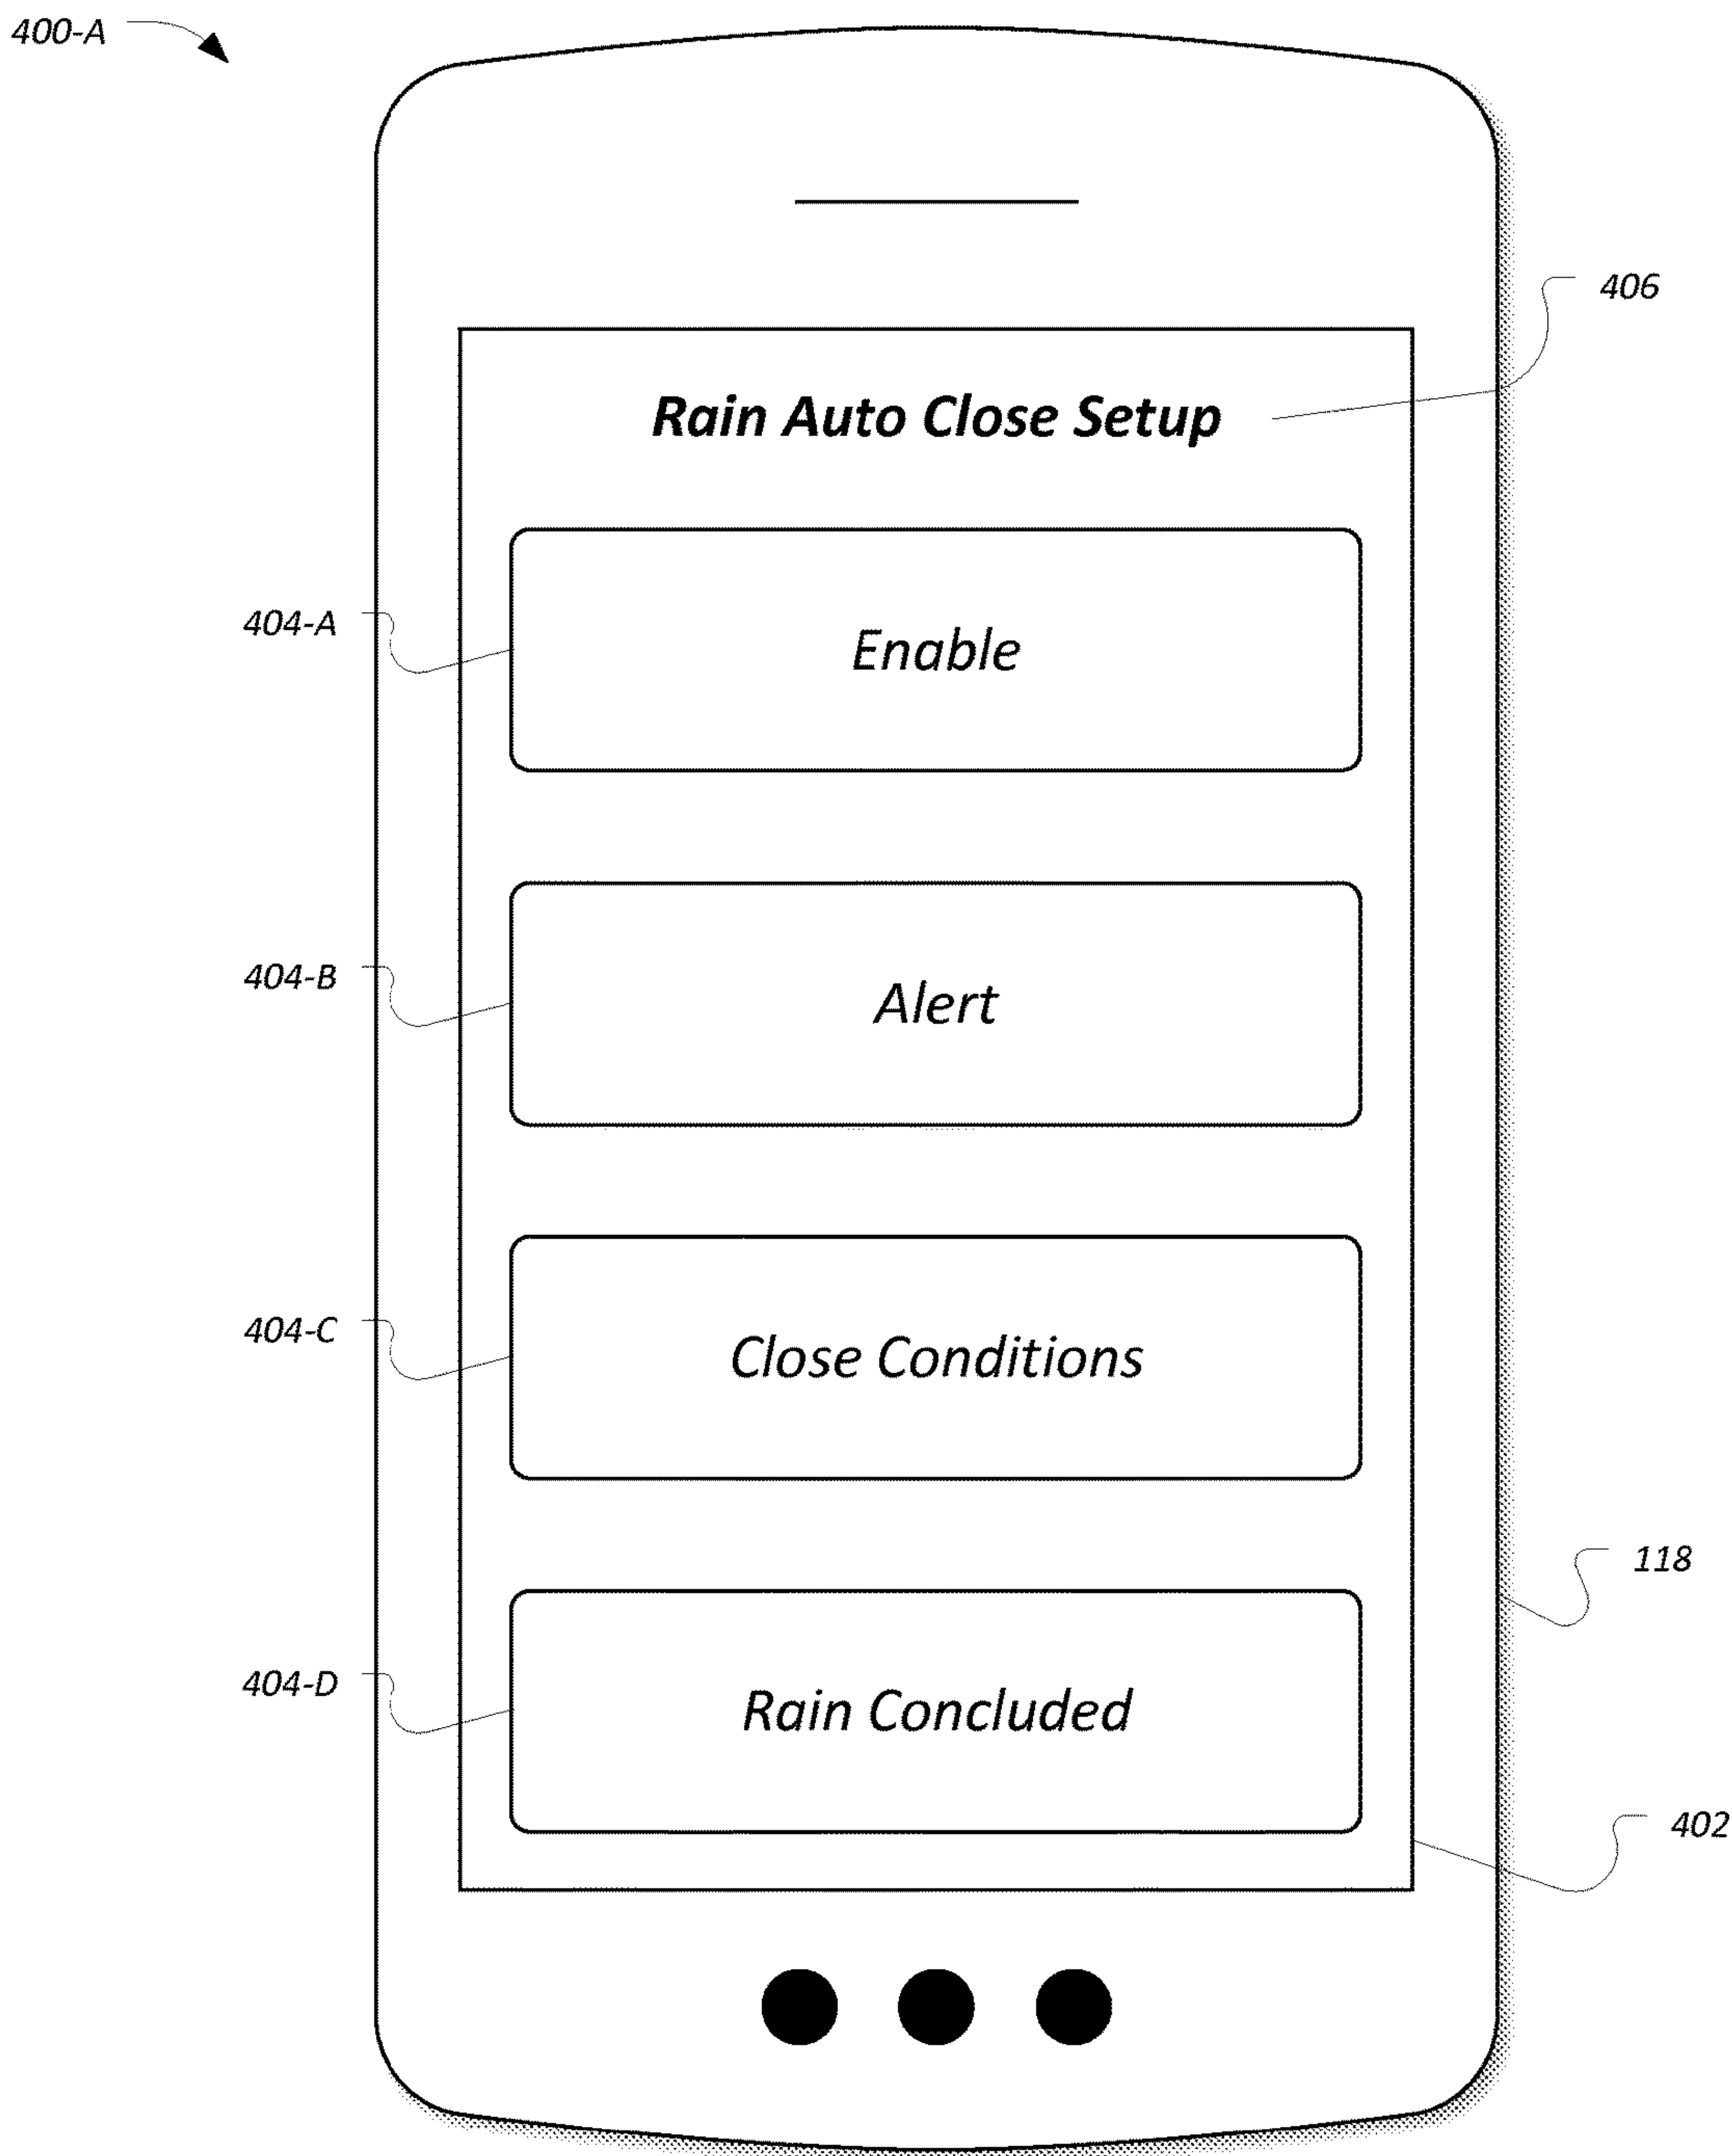 400-A
406
Rain Auto Close Setup
404-A
Enable
404-B
Alert
404-C
Close Conditions
118
404-D
Rain Concluded
402